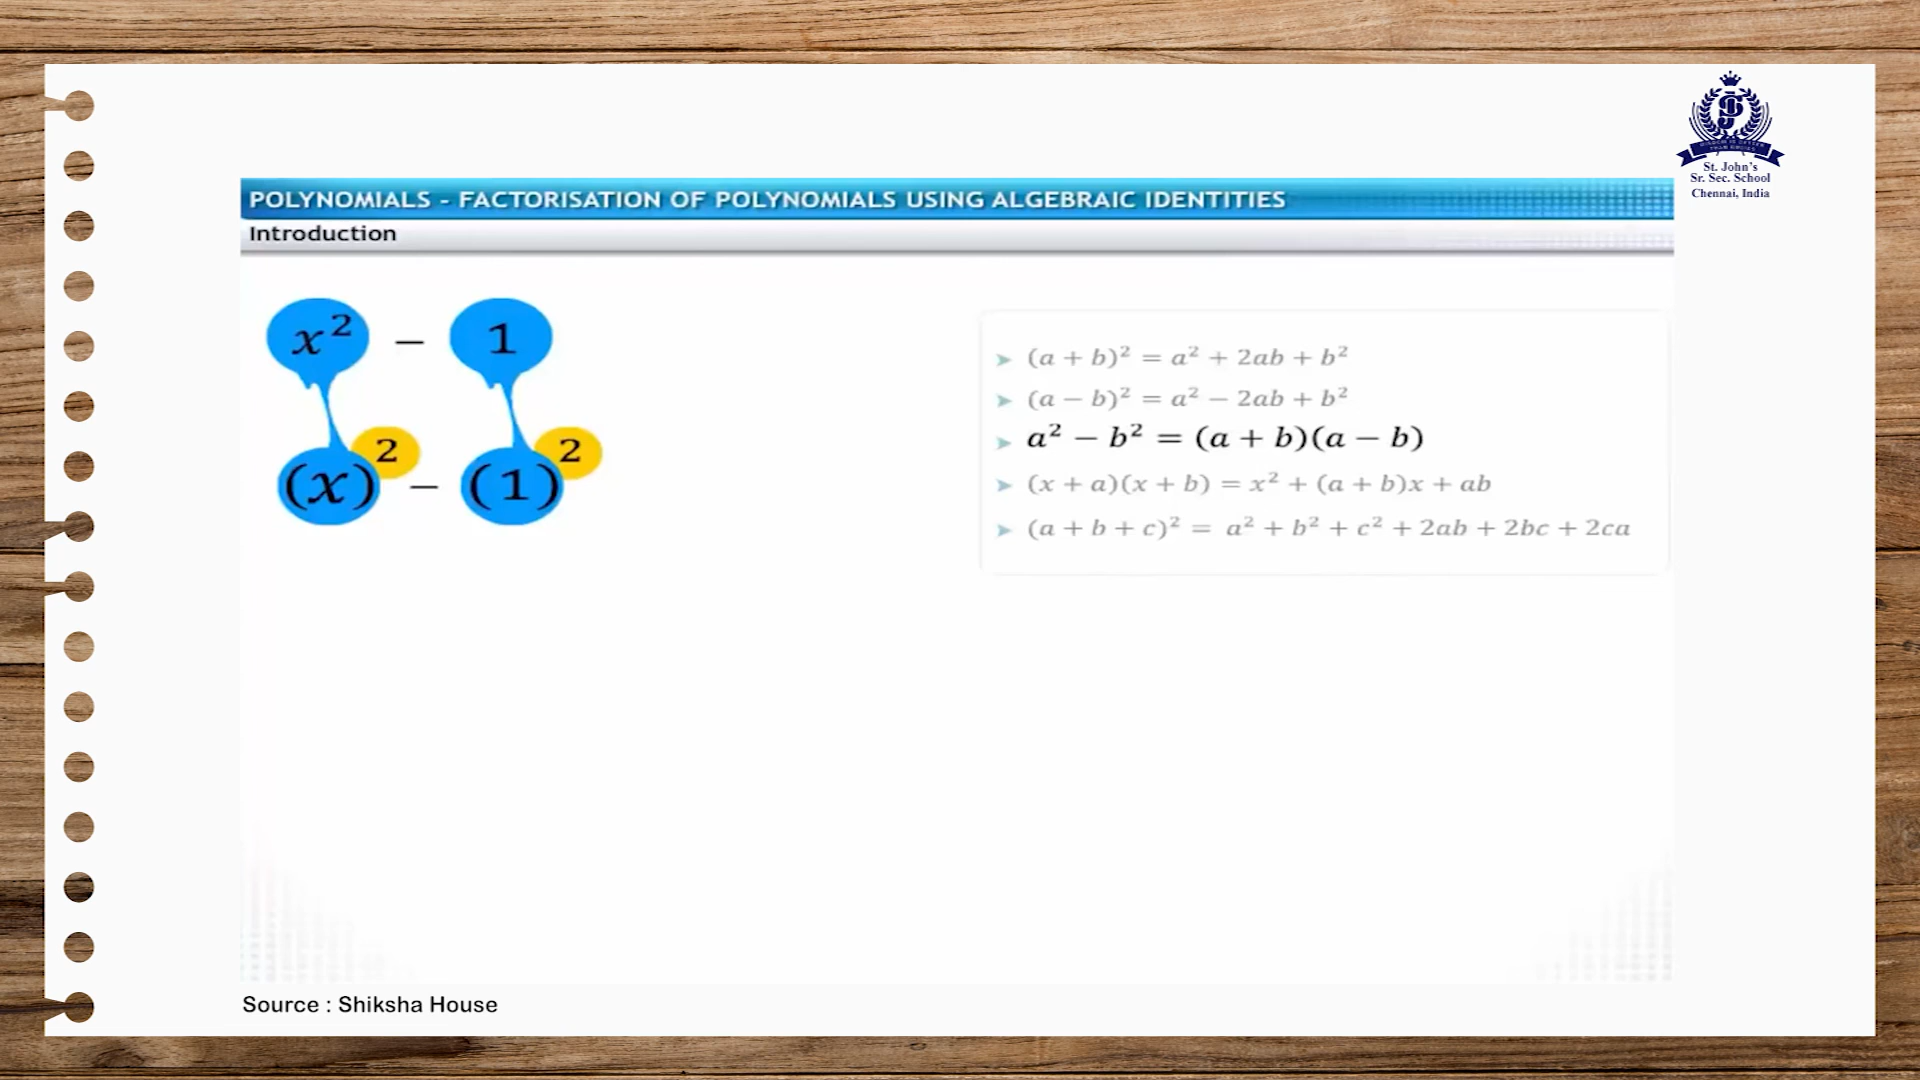 St. John's
Sr. Sec. School
Chennai, India
POLYNOMIALS - FACTORISATION OF POLYNOMIALS USING ALGEBRAIC IDENTITIES
Introduction
x² − 1
(x)² − (1)²
➤ (a + b)² = a² + 2ab + b²
➤ (a − b)² = a² − 2ab + b²
➤ a² − b² = (a + b)(a − b)
➤ (x + a)(x + b) = x² + (a + b)x + ab
➤ (a + b + c)² = a² + b² + c² + 2ab + 2bc + 2ca
Source : Shiksha House